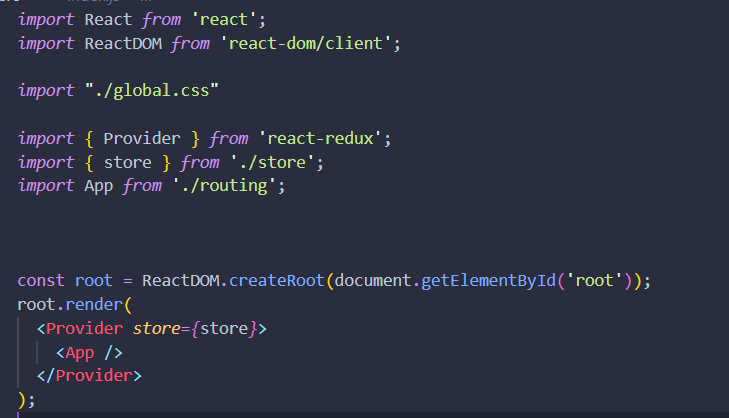 import React from 'react';
import ReactDOM from 'react-dom/client';
import "./global.css"
import { Provider } from 'react-redux';
import { store } from './store';
import App from './routing';
const root = ReactDOM.createRoot(document.getElementById('root'));
root.render(
  <Provider store={store}>
    <App />
  </Provider>
);